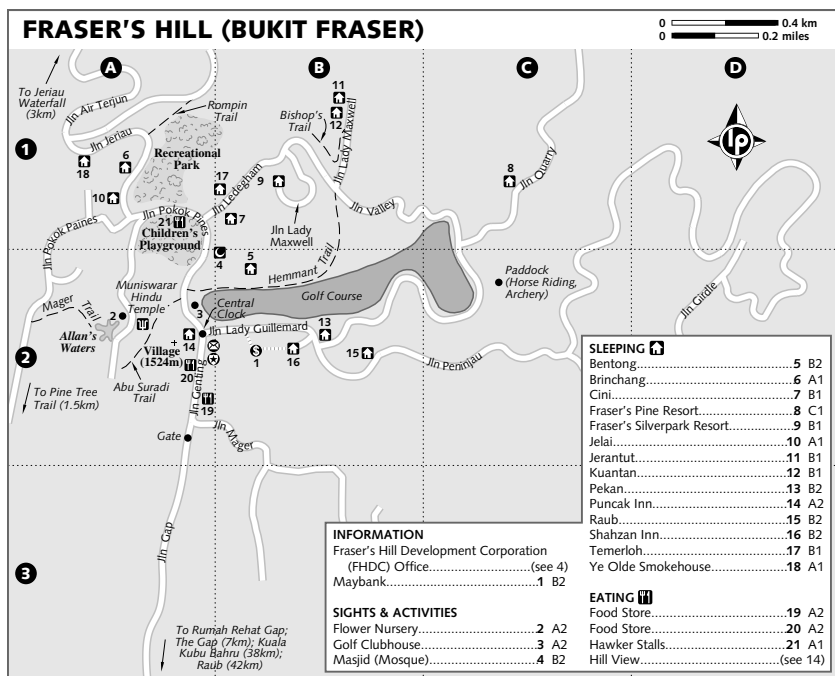 FRASER'S HILL (BUKIT FRASER)
0 0.4 km
0 0.2 miles
A
B
C
D
To Jeriau
Waterfall
(3km)
Jln Air Terjun
Rompin
Trail
Bishop's
Trail
11
12
Jln Lady Maxwell
1
Jln Jeriau
18
6
Recreational
Park
17
Jln Ledegham
9
8
Jln Quarry
lp
10
Jln Pokok Pines
21
Children's
Playground
7
Jln Lady
Maxwell
Jln Valley
Jln Pokok Paines
4
5
Hemmant Trail
Muniswarar
Hindu
Temple
Mager
Trail
2
3
Central
Clock
Golf Course
Paddock
(Horse Riding,
Archery)
Jln Girdle
Allan's
Waters
Jln Lady Guillemard
13
2
Village
(1524m)
14
1
16
15
Jln Peninjau
20
To Pine Tree
Trail (1.5km)
Abu Suradi
Trail
Jln Genting
19
Gate
Jln Mager
Jln Gap
3
To Rumah Rehat Gap;
The Gap (7km); Kuala
Kubu Bahru (38km);
Raub (42km)
INFORMATION
Fraser's Hill Development Corporation
(FHDC) Office....................(see 4)
Maybank...............................1 B2
SIGHTS & ACTIVITIES
Flower Nursery.........................2 A2
Golf Clubhouse.........................3 A2
Masjid (Mosque).......................4 B2
SLEEPING
Bentong................................5 B2
Brinchang..............................6 A1
Cini.......................................7 B1
Fraser's Pine Resort.................8 C1
Fraser's Silverpark Resort..........9 B1
Jelai.....................................10 A1
Jerantut................................11 B1
Kuantan...............................12 B1
Pekan..................................13 B2
Puncak Inn...........................14 A2
Raub...................................15 B2
Shahzan Inn.........................16 B2
Temerloh.............................17 B1
Ye Olde Smokehouse..............18 A1
EATING
Food Store...........................19 A2
Food Store...........................20 A2
Hawker Stalls.......................21 A1
Hill View............................(see 14)